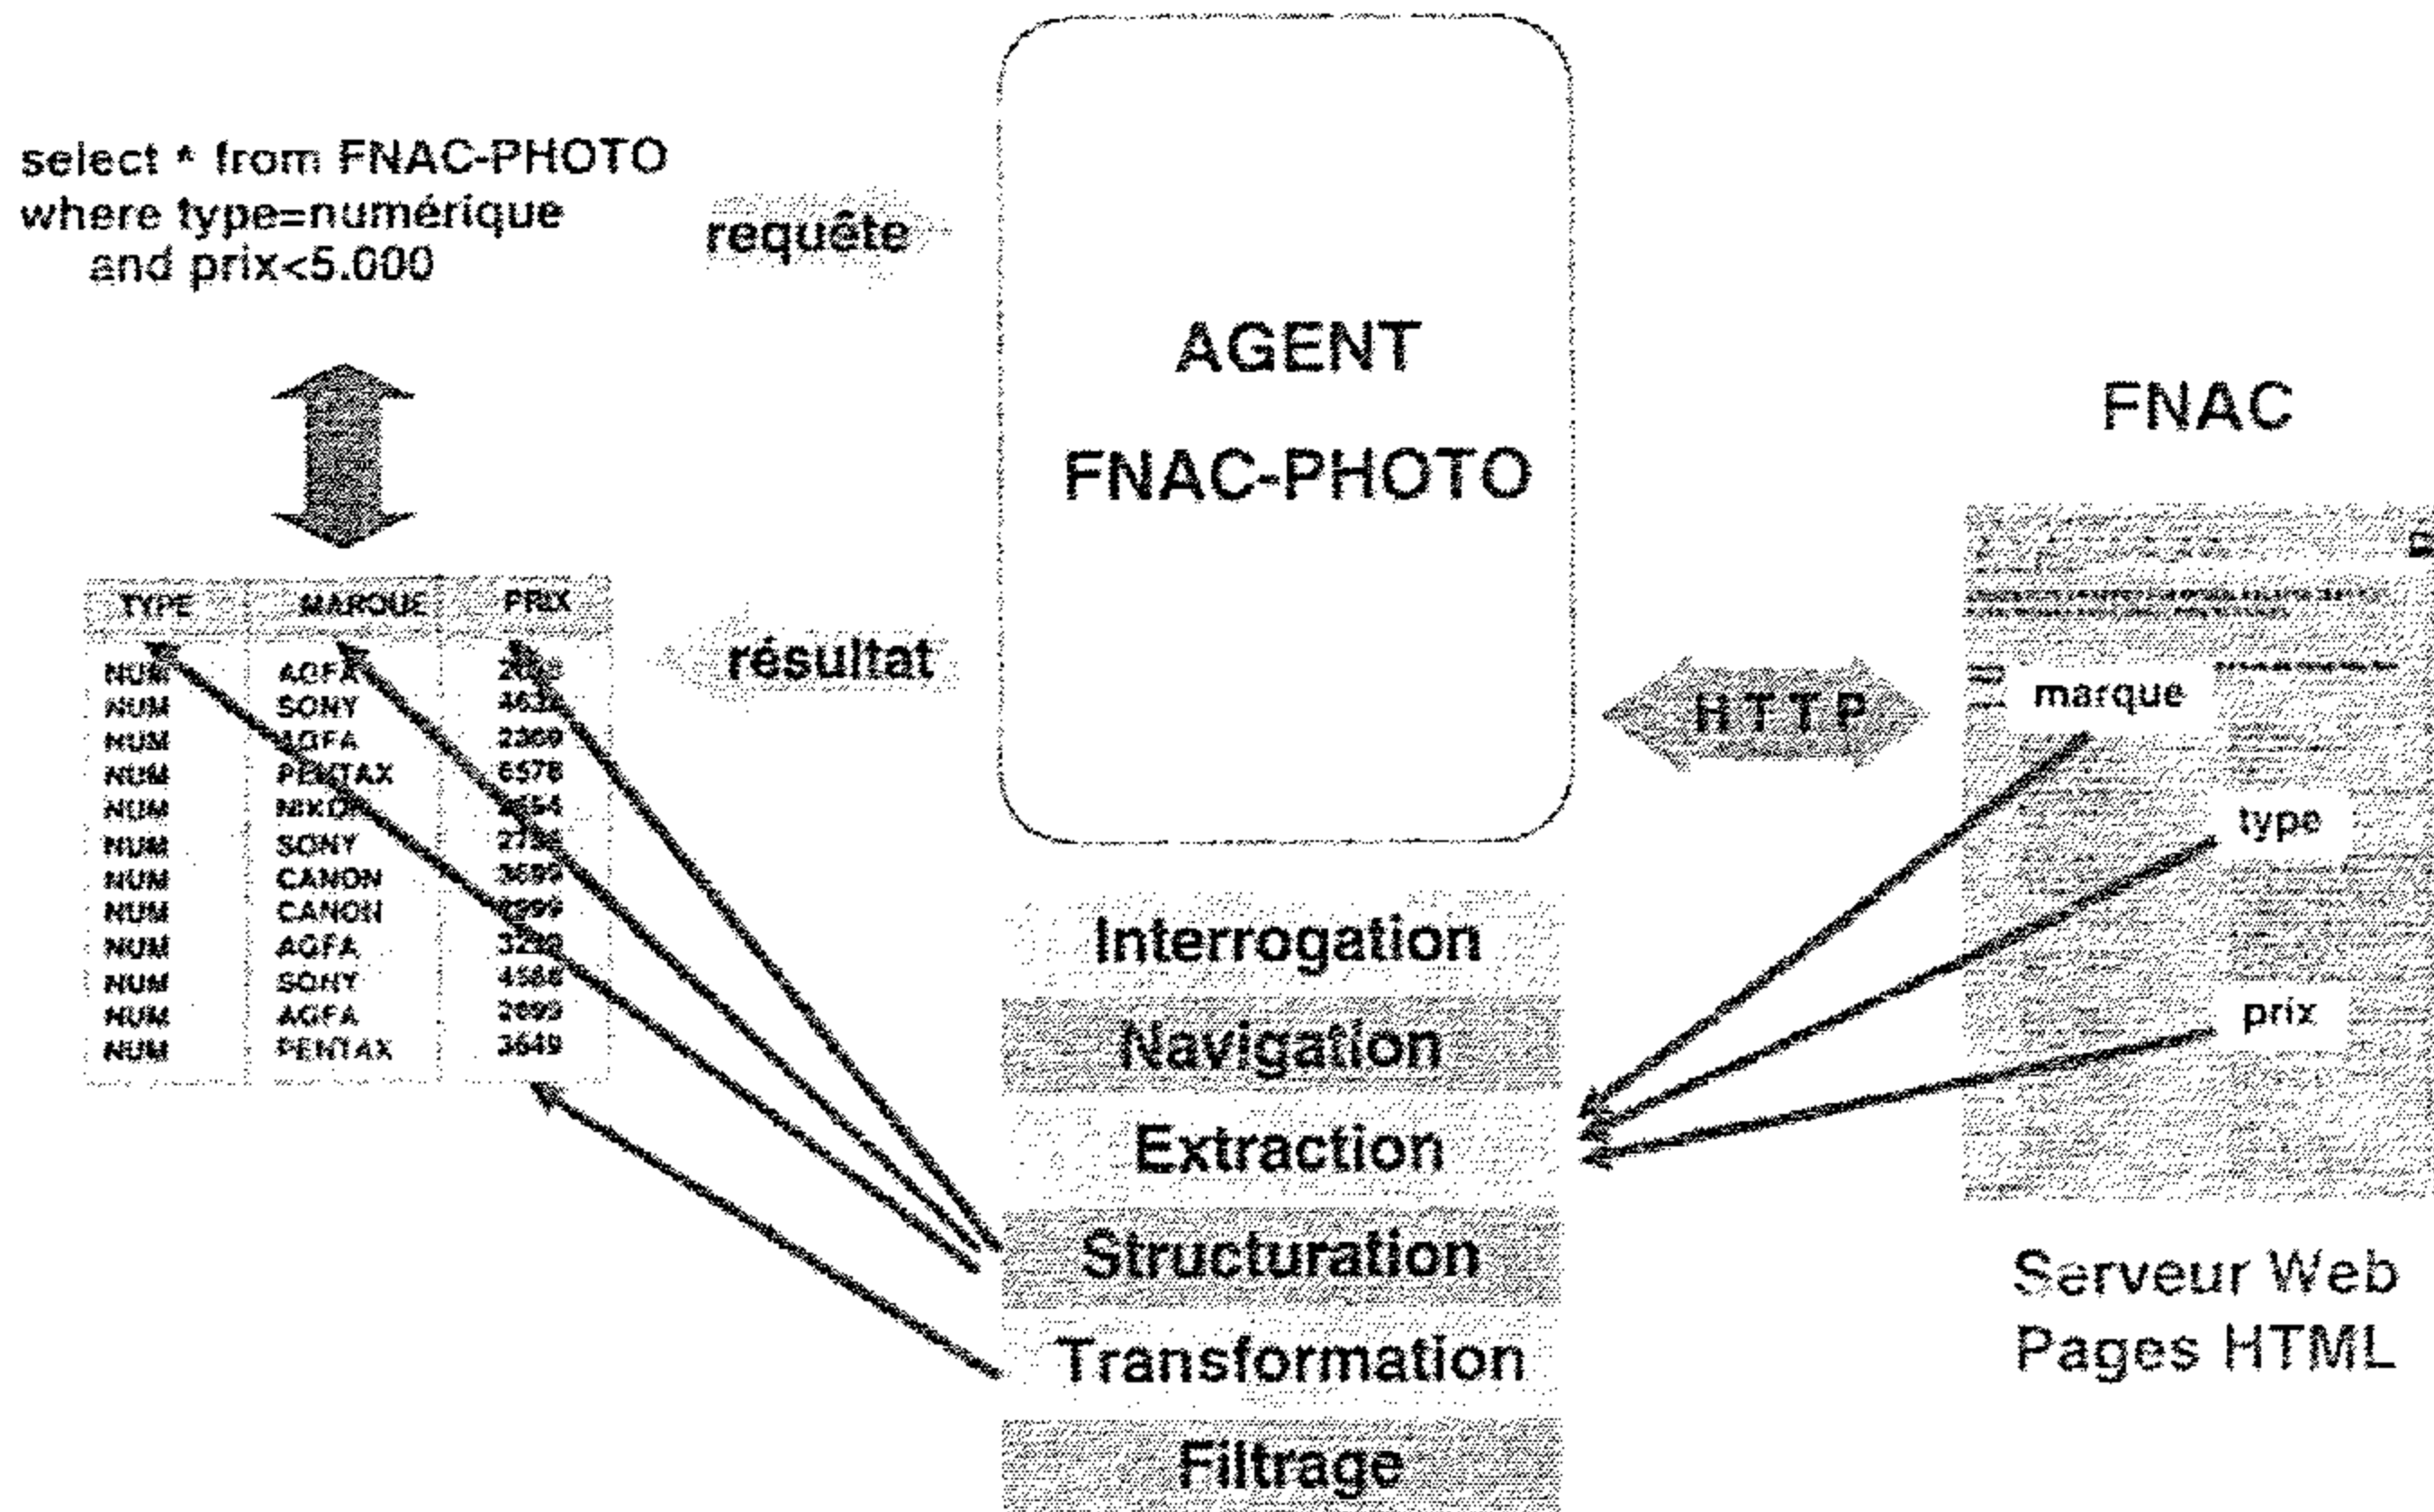 select * from FNAC-PHOTO
where type=numérique
and prix<5.000
requête
AGENT
FNAC-PHOTO
FNAC
TYPE MARQUE PRIX
NUM AGFA
NUM SONY
NUM AGFA 2309
NUM PENTAX 6578
NUM NIKON
NUM SONY
NUM CANON 3699
NUM CANON
NUM AGFA
NUM SONY 4588
NUM AGFA 2699
NUM PENTAX 3649
résultat
HTTP
marque
type
prix
Interrogation
Navigation
Extraction
Structuration
Transformation
Filtrage
Serveur Web
Pages HTML